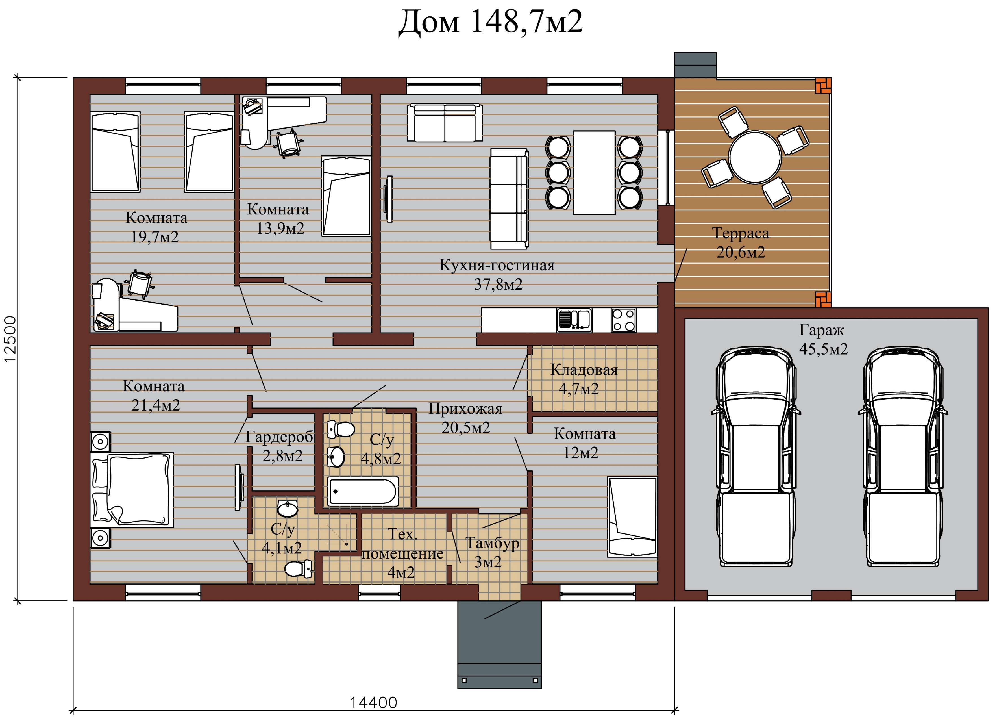 Дом 148,7м2
Комната
19,7м2
Комната
13,9м2
Кухня-гостиная
37,8м2
Терраса
20,6м2
12500
Гараж
45,5м2
Комната
21,4м2
Кладовая
4,7м2
Прихожая
20,5м2
Гардероб
2,8м2
С/у
4,8м2
Комната
12м2
С/у
4,1м2
Тех.
помещение
4м2
Тамбур
3м2
14400